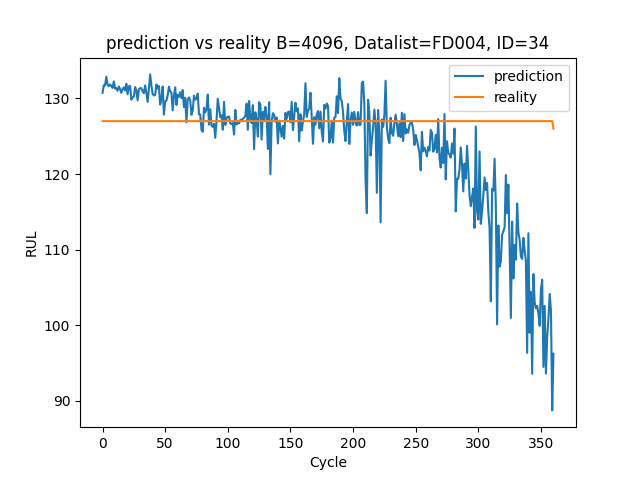 prediction vs reality B=4096, Datalist=FD004, ID=34
prediction
reality
130
120
110
100
90
RUL
0 50 100 150 200 250 300 350
Cycle